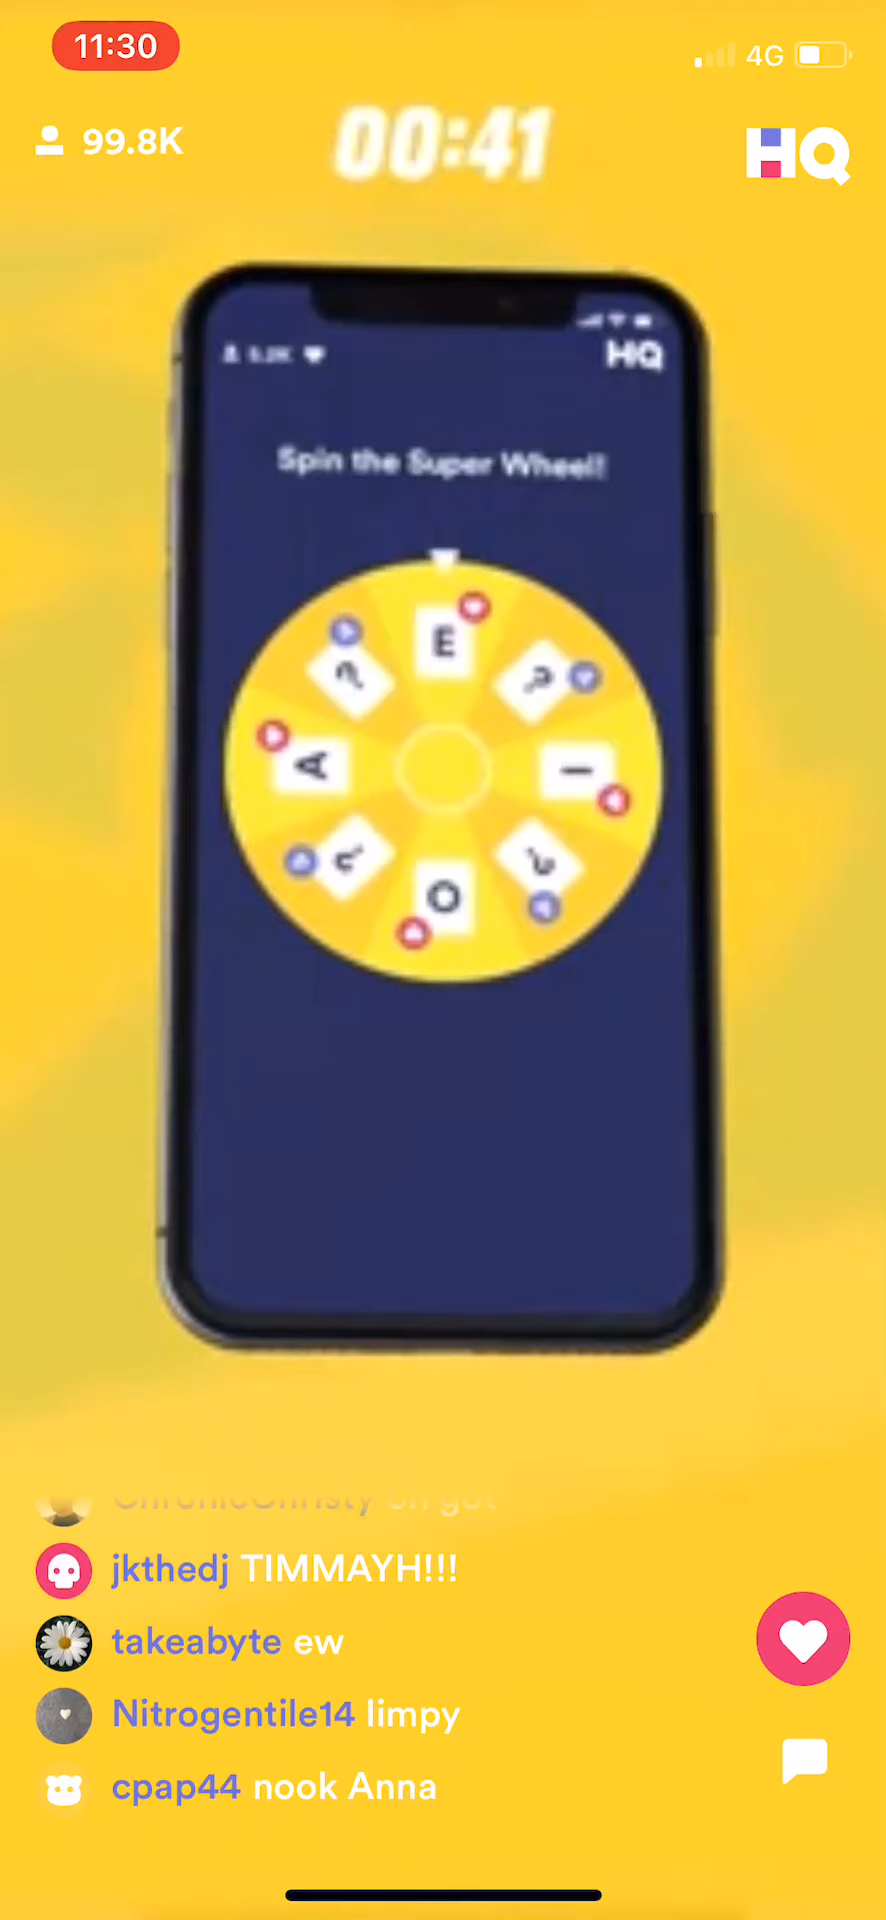 11:30
4G
99.8K
00:41
HQ
HQ
Spin the Super Wheel!
E
?
?
A
I
?
?
O
jkthedj TIMMAYH!!!
takeabyte ew
Nitrogentile14 limpy
cpap44 nook Anna